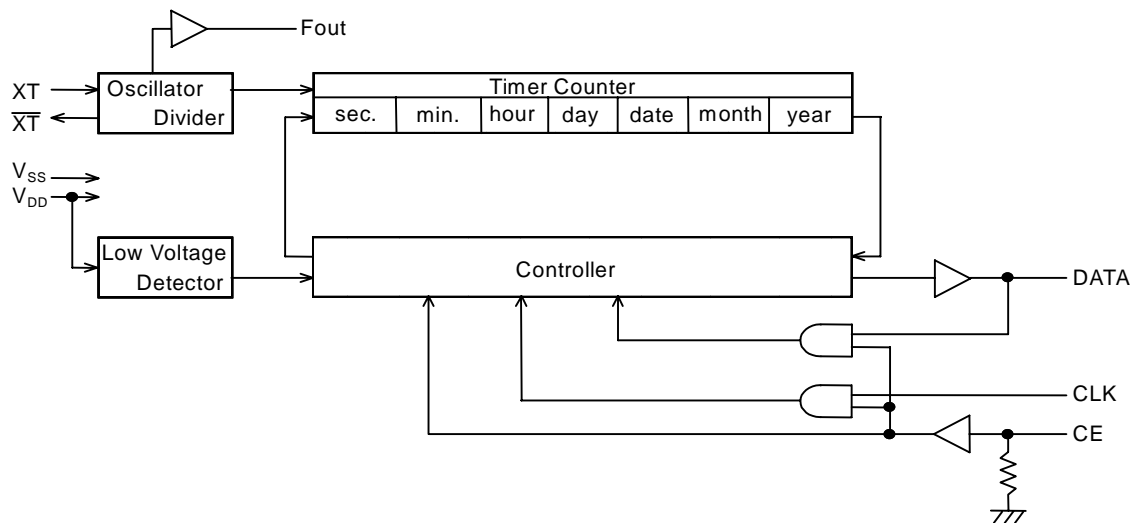 Fout
XT
Oscillator
Divider
X̅T̅
Timer Counter
sec. min. hour day date month year
VSS
VDD
Low Voltage
Detector
Controller
DATA
CLK
CE